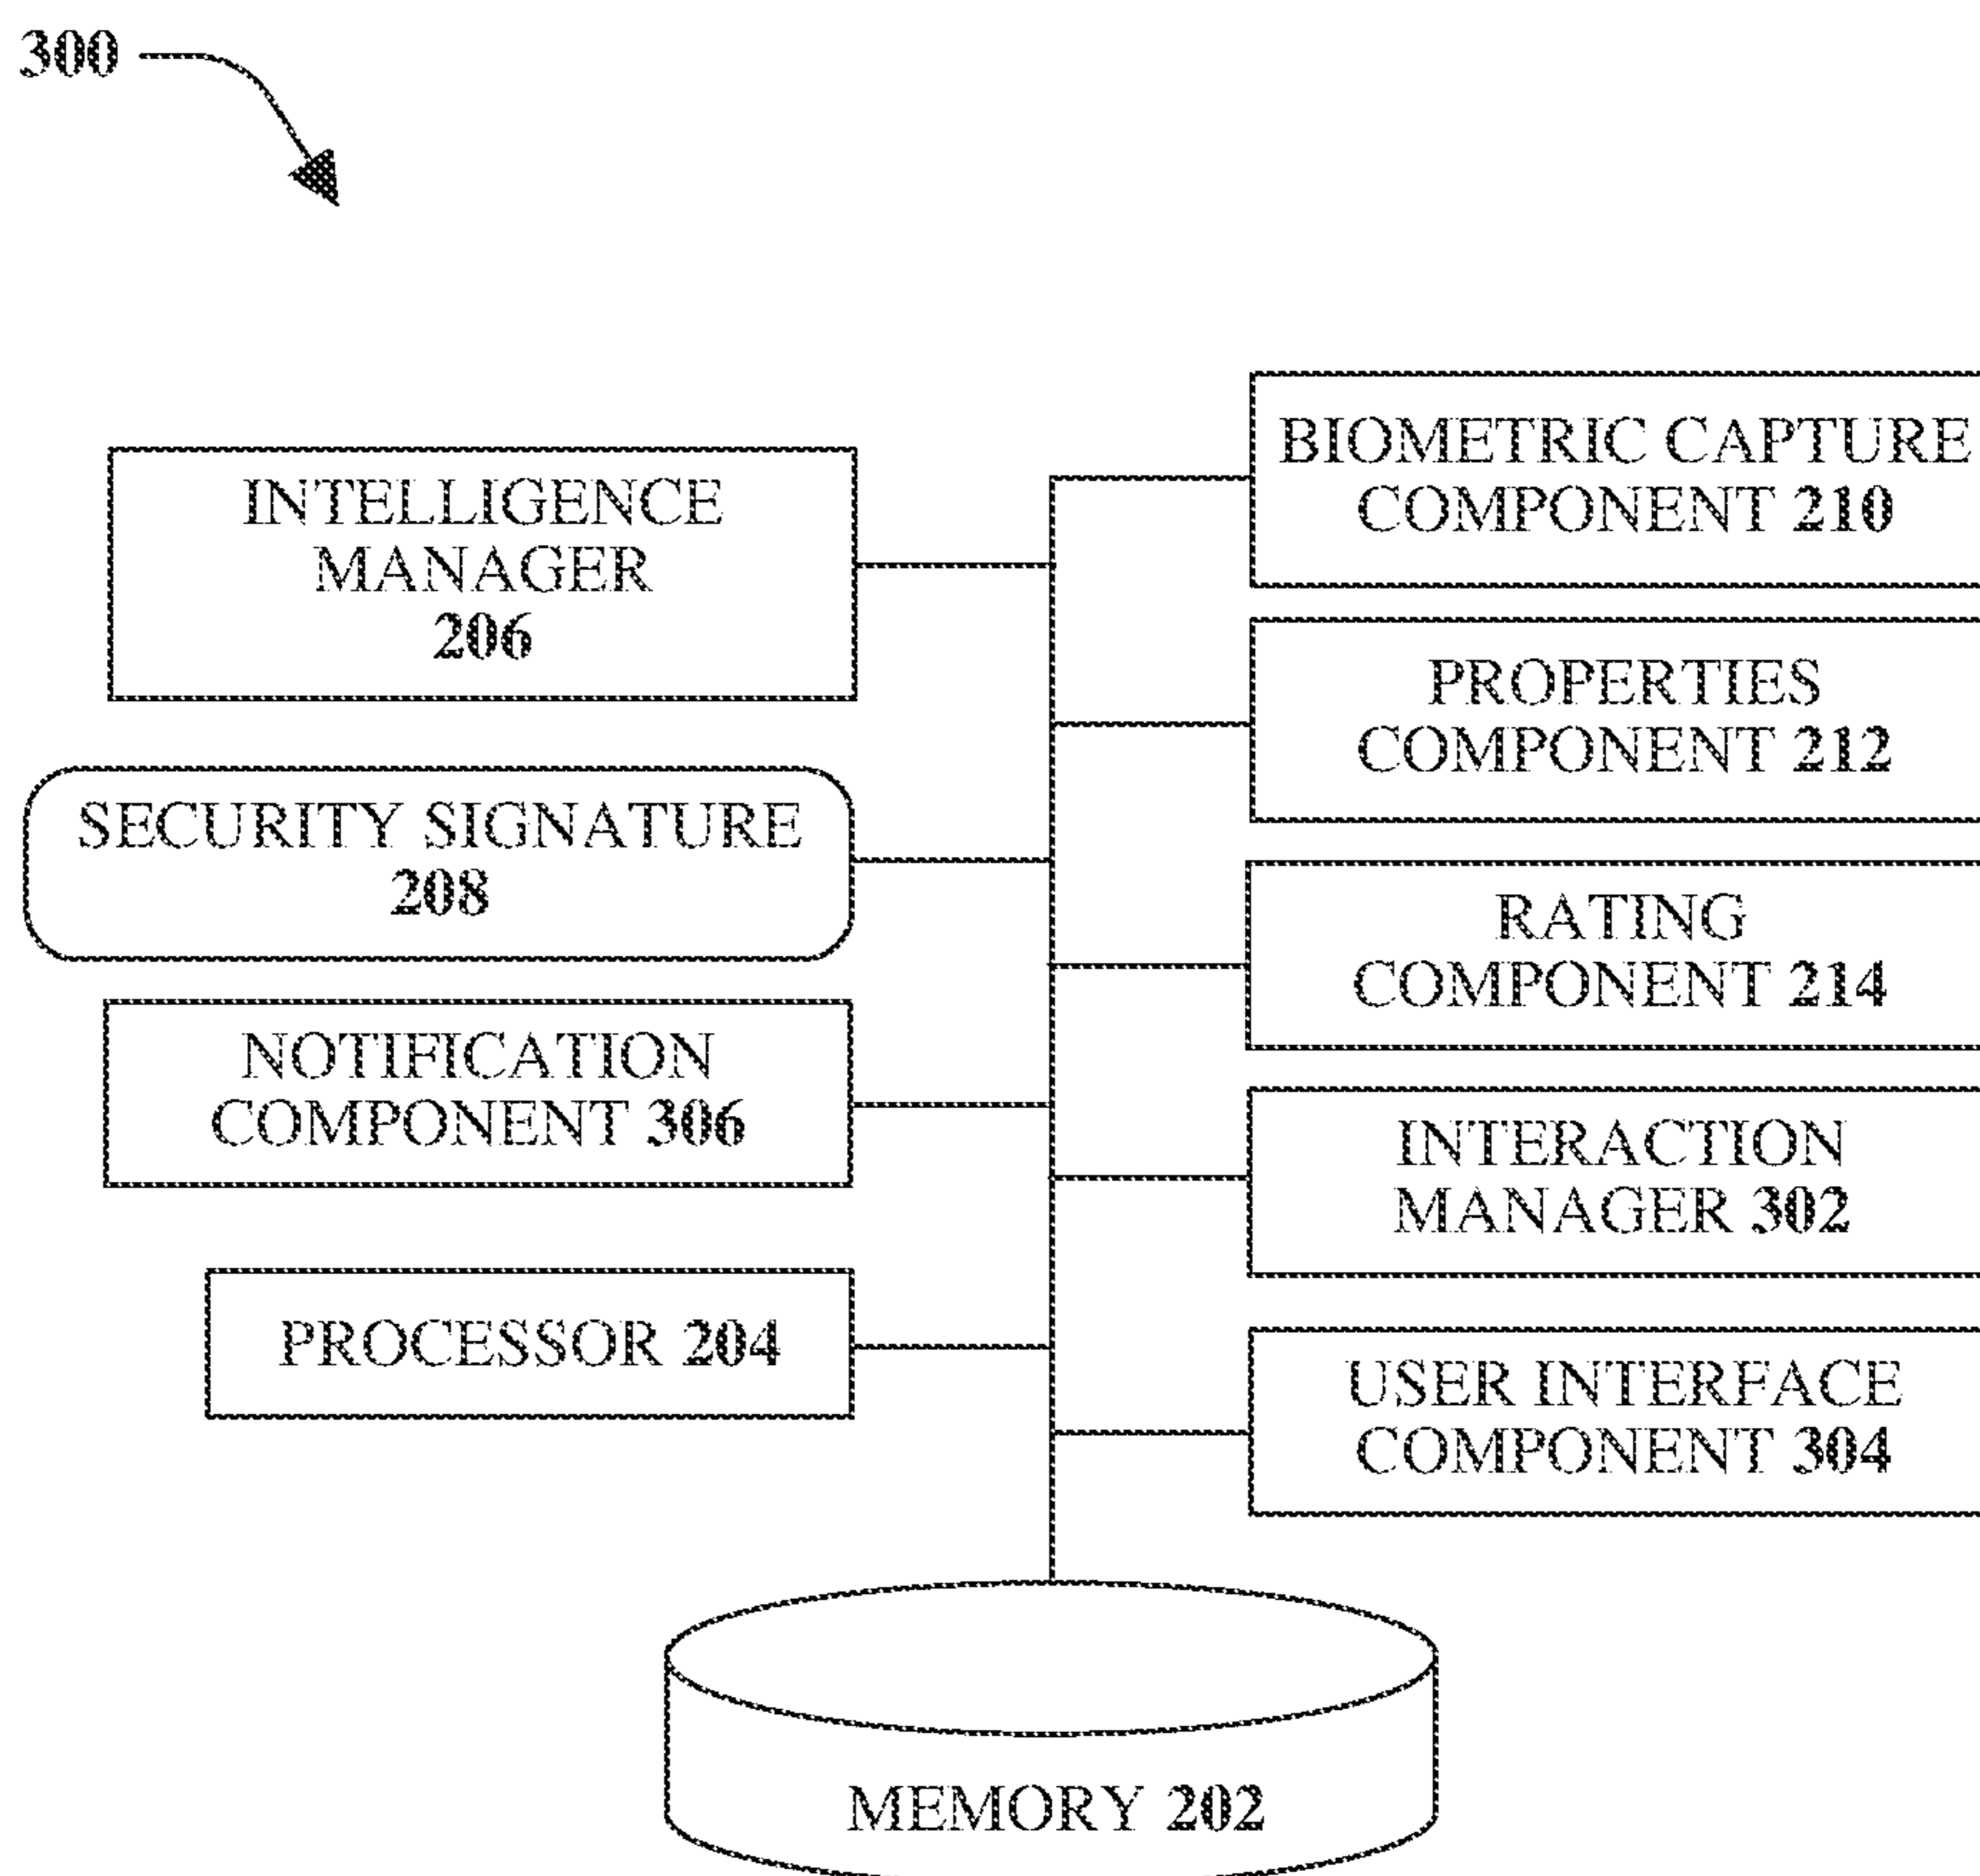 300
INTELLIGENCE
MANAGER
206
SECURITY SIGNATURE
208
NOTIFICATION
COMPONENT 306
PROCESSOR 204
BIOMETRIC CAPTURE
COMPONENT 210
PROPERTIES
COMPONENT 212
RATING
COMPONENT 214
INTERACTION
MANAGER 302
USER INTERFACE
COMPONENT 304
MEMORY 202